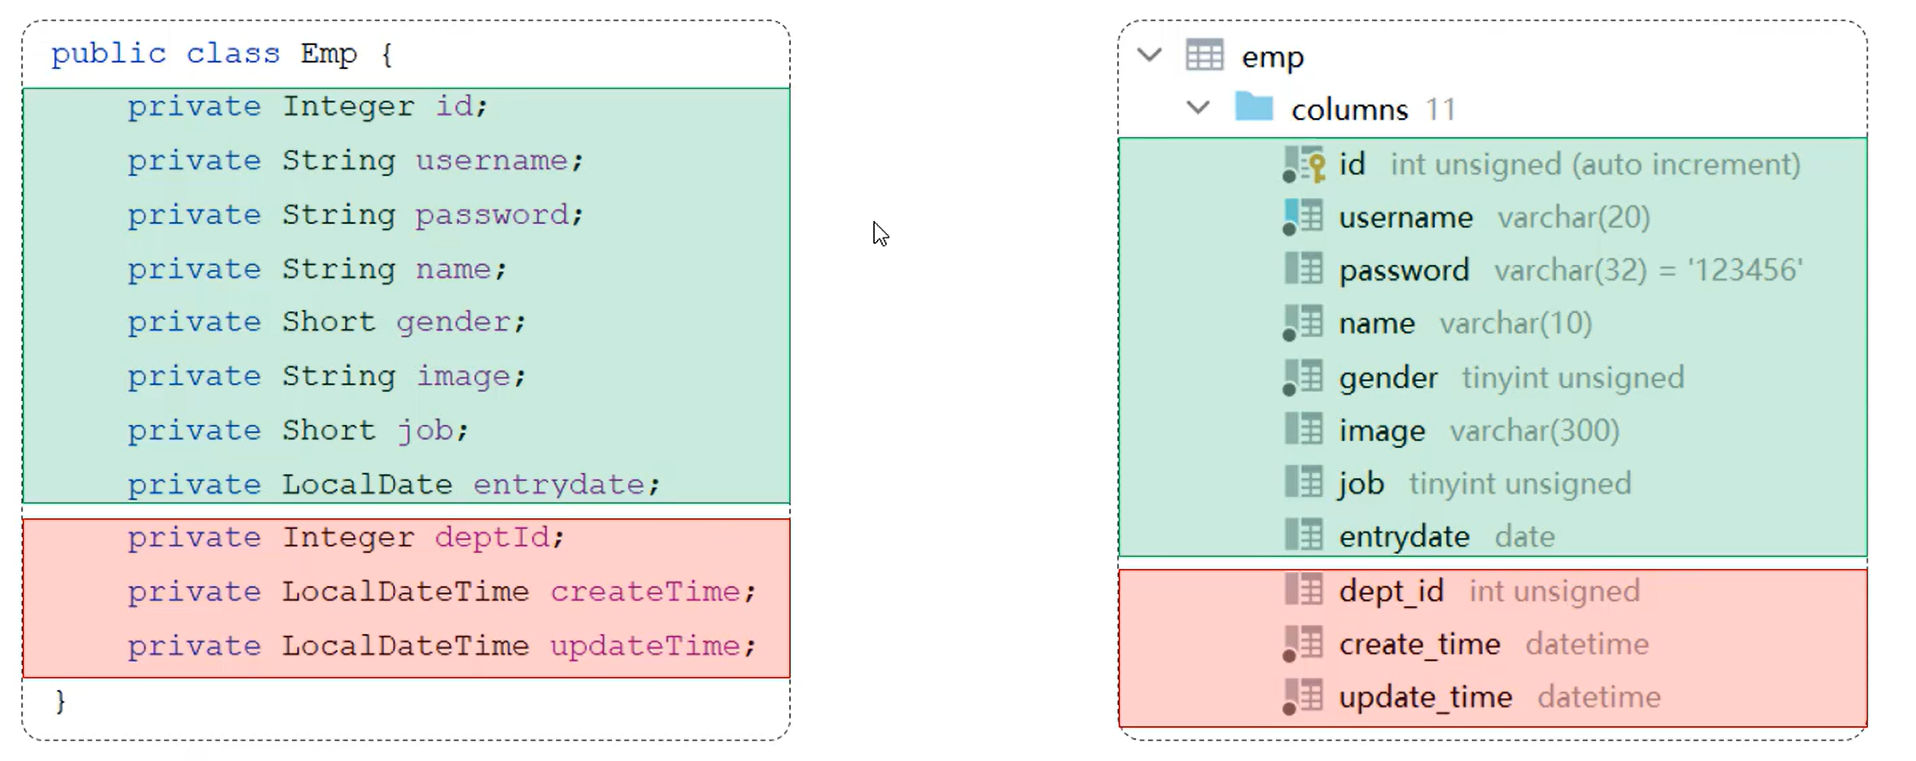 public class Emp {
private Integer id;
private String username;
private String password;
private String name;
private Short gender;
private String image;
private Short job;
private LocalDate entrydate;
private Integer deptId;
private LocalDateTime createTime;
private LocalDateTime updateTime;
}
emp
columns 11
id int unsigned (auto increment)
username varchar(20)
password varchar(32) = '123456'
name varchar(10)
gender tinyint unsigned
image varchar(300)
job tinyint unsigned
entrydate date
dept_id int unsigned
create_time datetime
update_time datetime